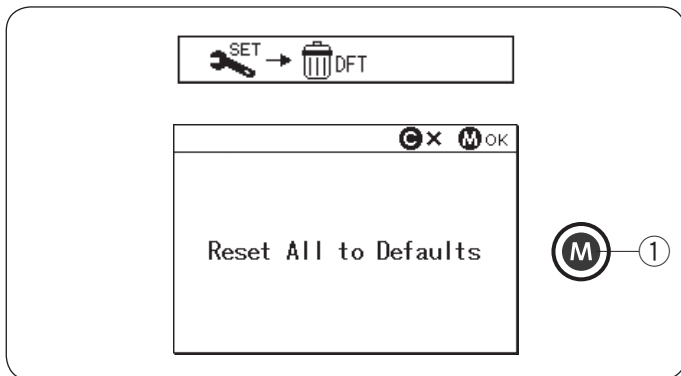 SET → DFT
C × M OK
Reset All to Defaults
M ①